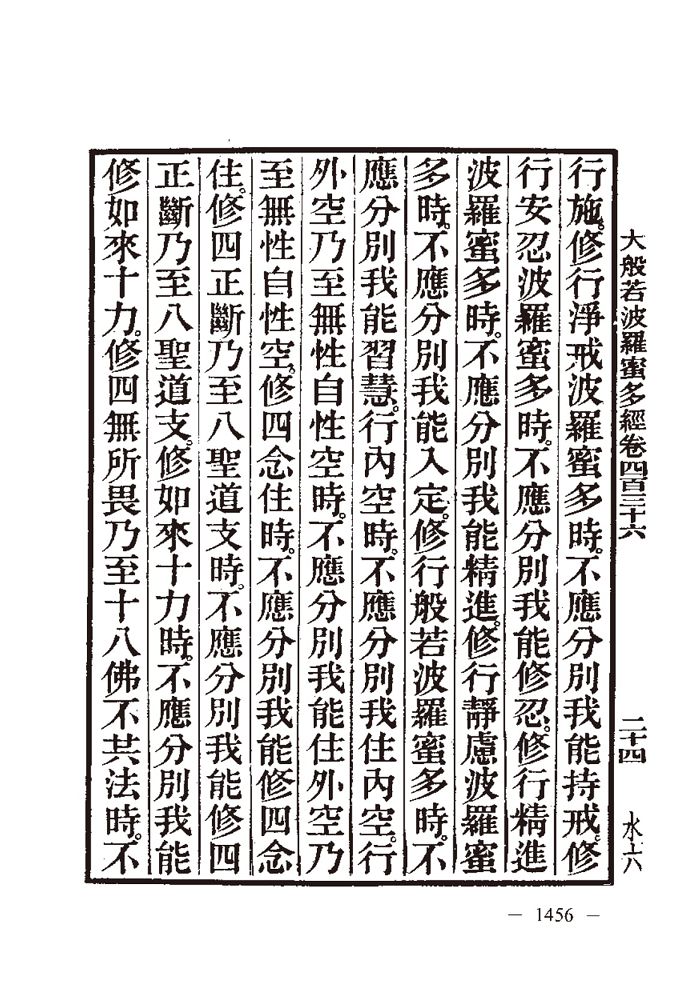 大般若波羅蜜多經卷四百三十六
二十四
水六
行施。修行淨戒波羅蜜多時。不應分別我能持戒。修
行安忍波羅蜜多時。不應分別我能修忍。修行精進
波羅蜜多時。不應分別我能精進。修行靜慮波羅蜜
多時。不應分別我能入定。修行般若波羅蜜多時。不
應分別我能習慧。行內空時。不應分別我住內空。行
外空乃至無性自性空時。不應分別我能住外空乃
至無性自性空。修四念住時。不應分別我能修四念
住。修四正斷乃至八聖道支時。不應分別我能修四
正斷乃至八聖道支。修如來十力時。不應分別我能
修如來十力。修四無所畏乃至十八佛不共法時。不
— 1456 —